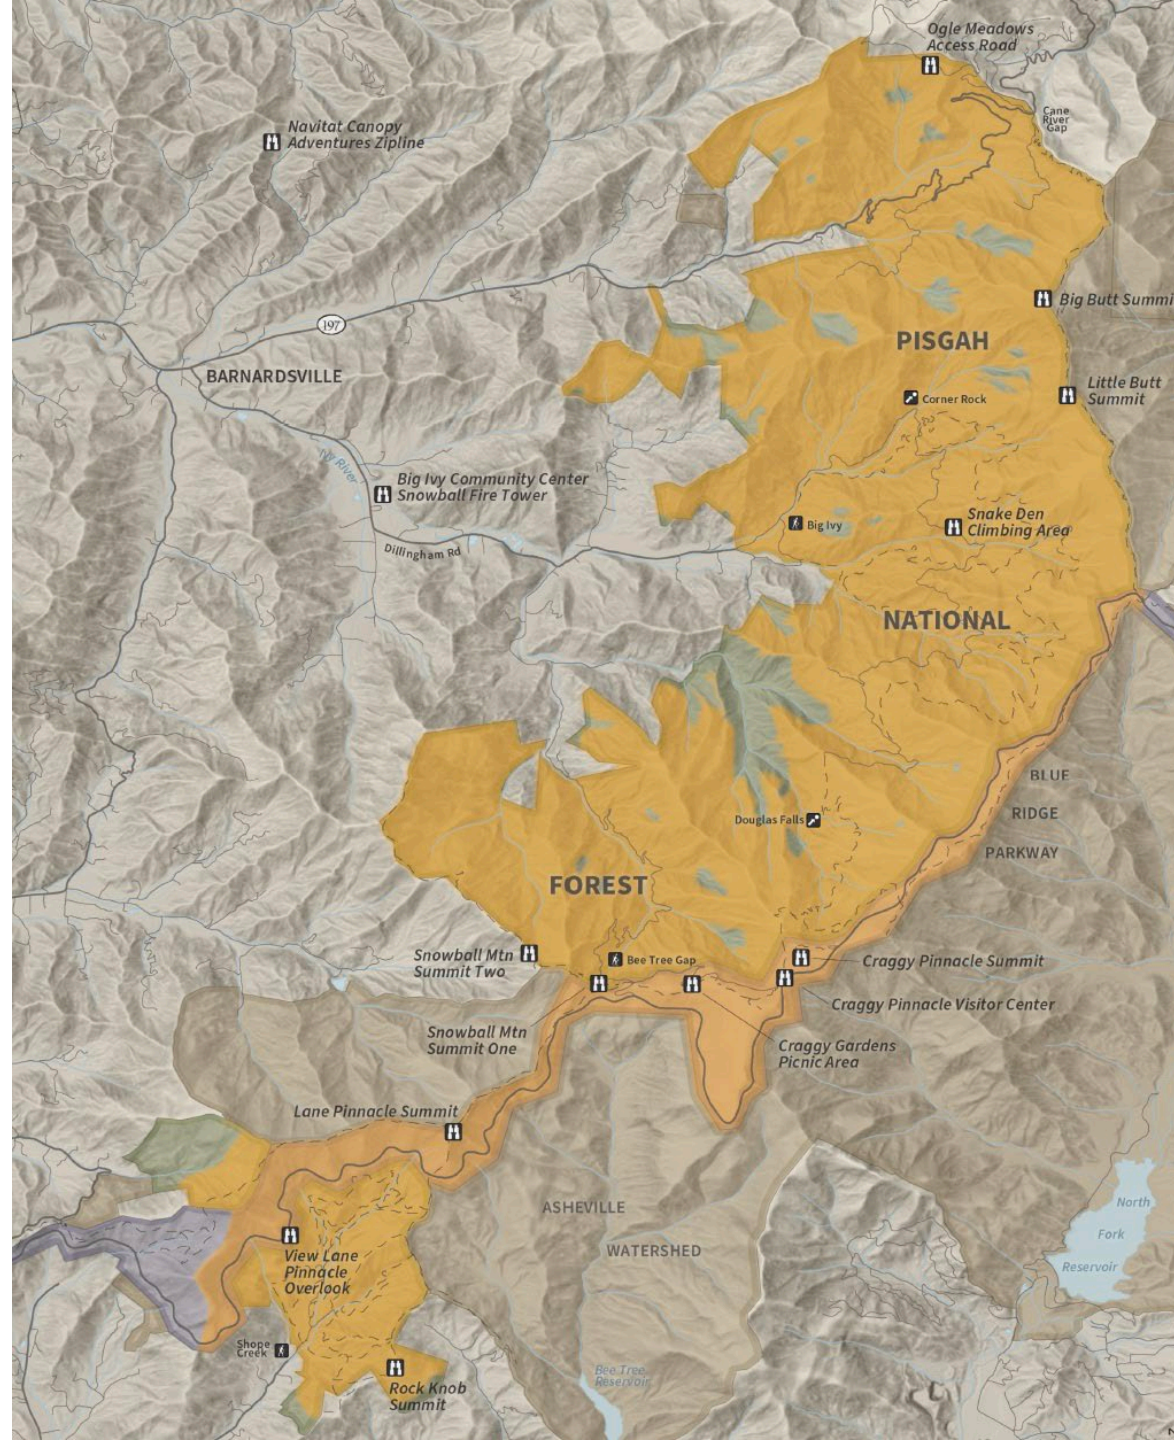 Ogle Meadows
Access Road
Cane
River
Gap
Navitat Canopy
Adventures Zipline
197
BARNARDSVILLE
Big Butt Summi
PISGAH
Little Butt
Summit
Corner Rock
Ivy River
Big Ivy Community Center
Snowball Fire Tower
Dillingham Rd
Big Ivy
Snake Den
Climbing Area
NATIONAL
BLUE
RIDGE
PARKWAY
Douglas Falls
FOREST
Snowball Mtn
Summit Two
Bee Tree Gap
Craggy Pinnacle Summit
Craggy Pinnacle Visitor Center
Snowball Mtn
Summit One
Craggy Gardens
Picnic Area
Lane Pinnacle Summit
ASHEVILLE
WATERSHED
North
Fork
Reservoir
View Lane
Pinnacle
Overlook
Shope
Creek
Rock Knob
Summit
Bee Tree
Reservoir